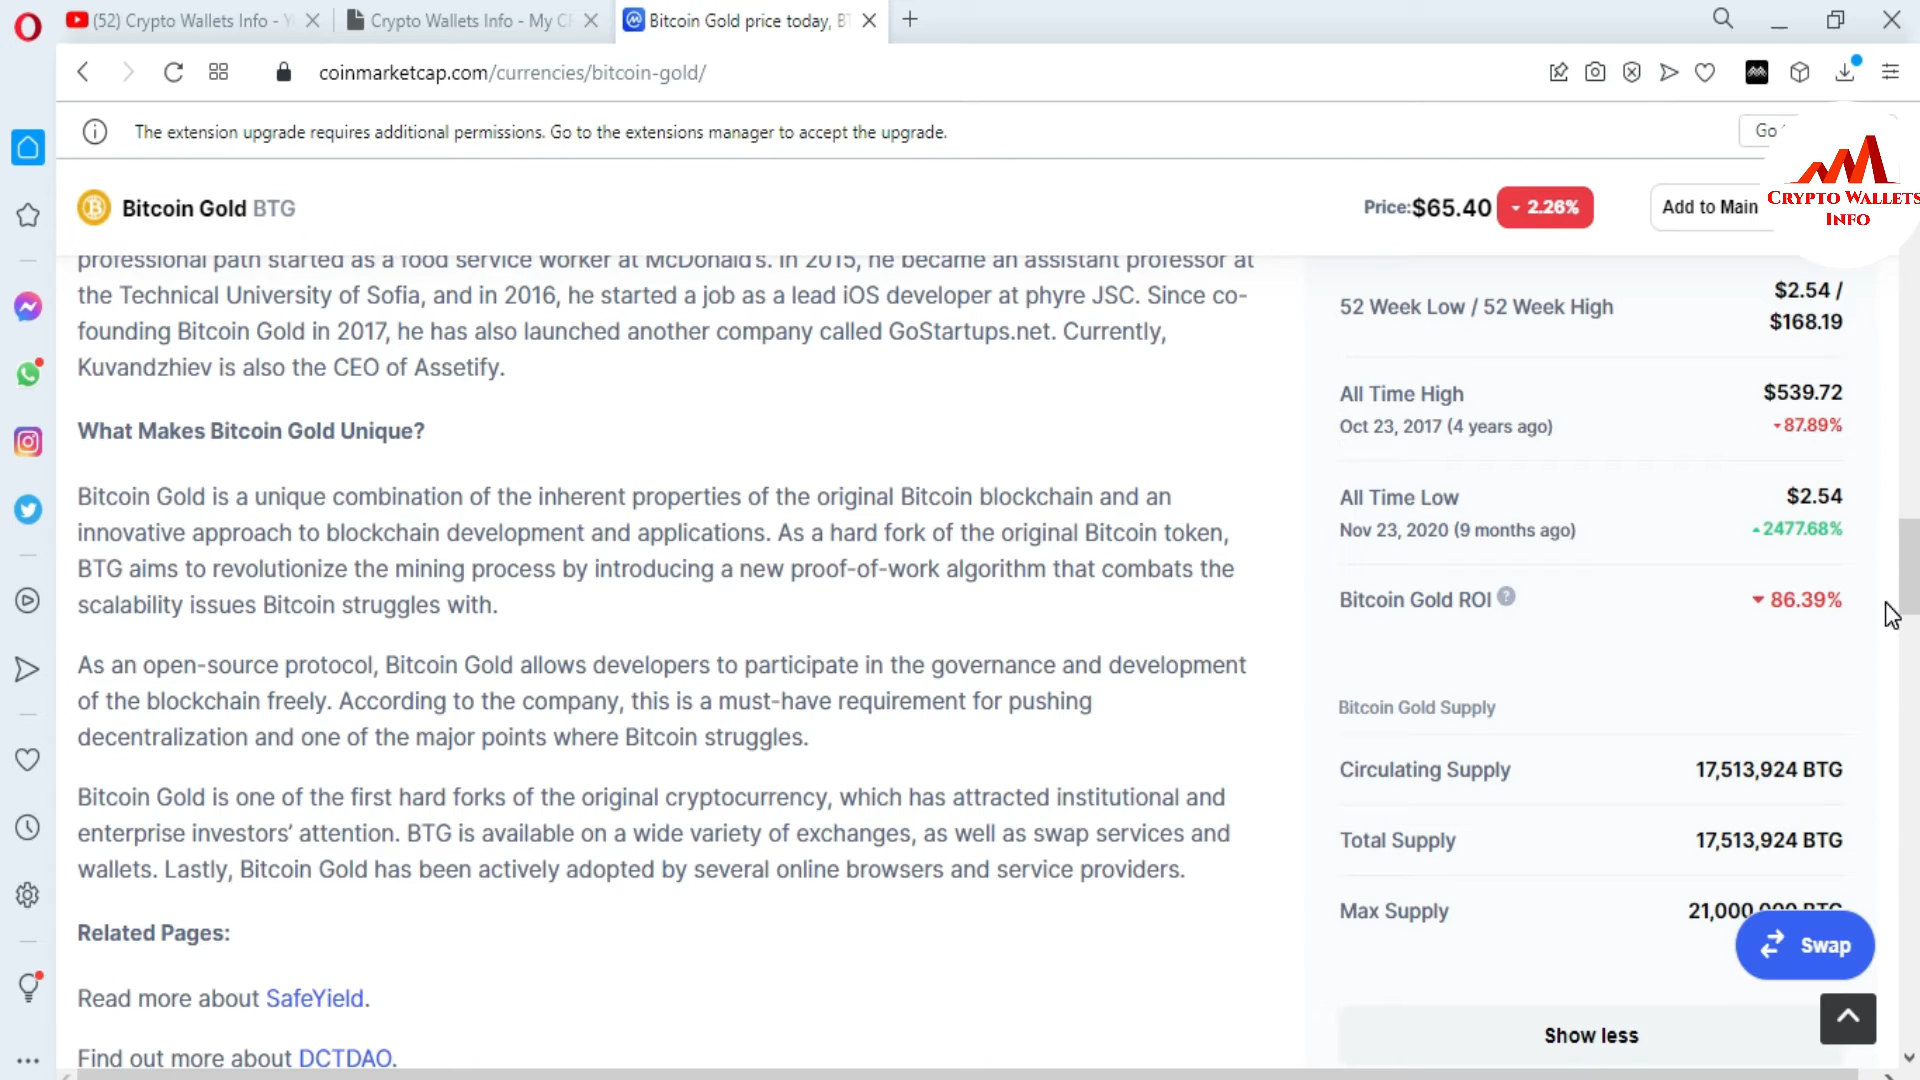 (52) Crypto Wallets Info - Y
Crypto Wallets Info - My C
Bitcoin Gold price today, B
coinmarketcap.com/currencies/bitcoin-gold/
The extension upgrade requires additional permissions. Go to the extensions manager to accept the upgrade.
Go
CRYPTO WALLETS
INFO
Bitcoin Gold BTG
Price:$65.40
2.26%
Add to Main
professional path started as a food service worker at McDonald's. In 2015, he became an assistant professor at
the Technical University of Sofia, and in 2016, he started a job as a lead iOS developer at phyre JSC. Since co-
founding Bitcoin Gold in 2017, he has also launched another company called GoStartups.net. Currently,
Kuvandzhiev is also the CEO of Assetify.
What Makes Bitcoin Gold Unique?
Bitcoin Gold is a unique combination of the inherent properties of the original Bitcoin blockchain and an
innovative approach to blockchain development and applications. As a hard fork of the original Bitcoin token,
BTG aims to revolutionize the mining process by introducing a new proof-of-work algorithm that combats the
scalability issues Bitcoin struggles with.
As an open-source protocol, Bitcoin Gold allows developers to participate in the governance and development
of the blockchain freely. According to the company, this is a must-have requirement for pushing
decentralization and one of the major points where Bitcoin struggles.
Bitcoin Gold is one of the first hard forks of the original cryptocurrency, which has attracted institutional and
enterprise investors' attention. BTG is available on a wide variety of exchanges, as well as swap services and
wallets. Lastly, Bitcoin Gold has been actively adopted by several online browsers and service providers.
Related Pages:
Read more about SafeYield.
Find out more about DCTDAO.
52 Week Low / 52 Week High
$2.54 /
$168.19
All Time High
$539.72
Oct 23, 2017 (4 years ago)
87.89%
All Time Low
$2.54
Nov 23, 2020 (9 months ago)
2477.68%
Bitcoin Gold ROI
86.39%
Bitcoin Gold Supply
Circulating Supply
17,513,924 BTG
Total Supply
17,513,924 BTG
Max Supply
21,000,000 BTG
Swap
Show less